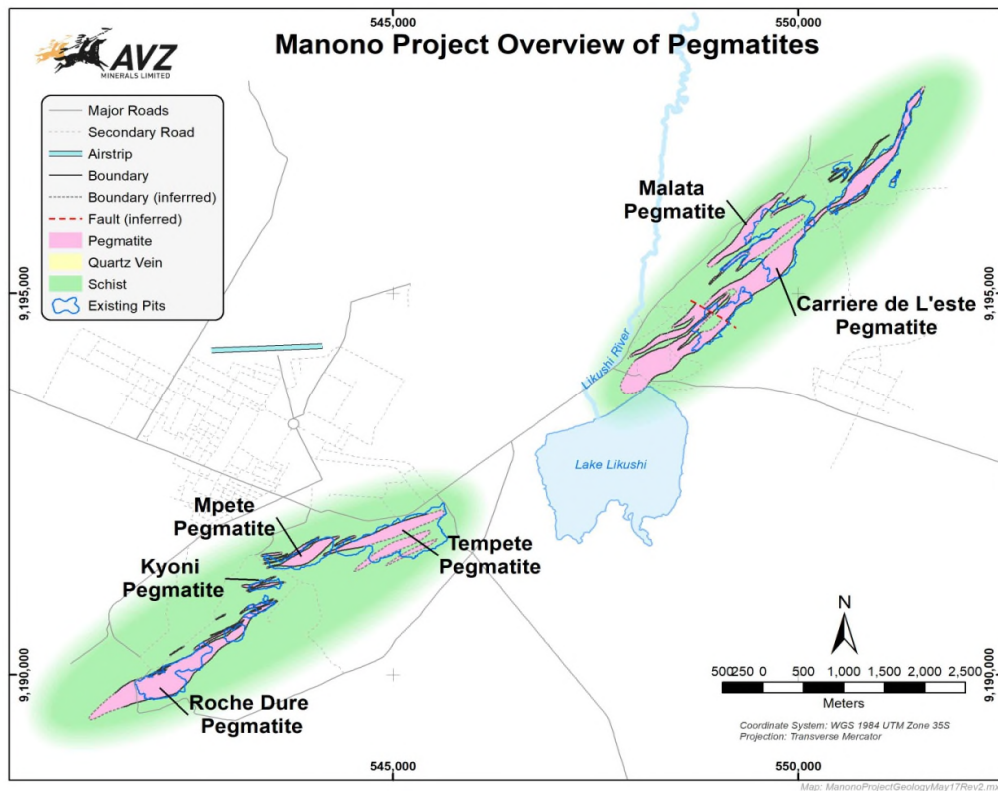 545,000
550,000
Manono Project Overview of Pegmatites
AVZ
MINERALS LIMITED
Major Roads
Secondary Road
Airstrip
Boundary
Boundary (inferrred)
Fault (inferred)
Pegmatite
Quartz Vein
Schist
Existing Pits
Malata
Pegmatite
9,195,000
9,195,000
Carriere de L'este
Pegmatite
Likushi River
Lake Likushi
Mpete
Pegmatite
Tempete
Pegmatite
Kyoni
Pegmatite
Roche Dure
Pegmatite
N
9,190,000
9,190,000
500250 0 500 1,000 1,500 2,000 2,500
Meters
Coordinate System: WGS 1984 UTM Zone 35S
Projection: Transverse Mercator
545,000
550,000
Map: ManonoProjectGeologyMay17Rev2.mx